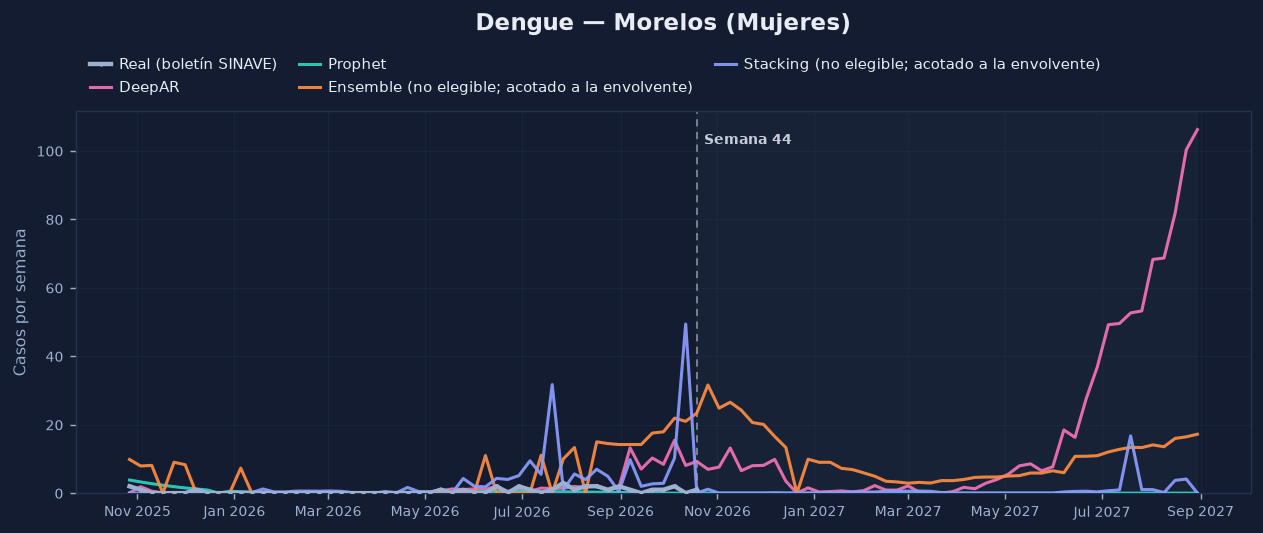 Dengue — Morelos (Mujeres)
Real (boletín SINAVE)
Prophet
Stacking (no elegible; acotado a la envolvente)
DeepAR
Ensemble (no elegible; acotado a la envolvente)
Semana 44
Casos por semana
100
80
60
40
20
0
Nov 2025
Jan 2026
Mar 2026
May 2026
Jul 2026
Sep 2026
Nov 2026
Jan 2027
Mar 2027
May 2027
Jul 2027
Sep 2027